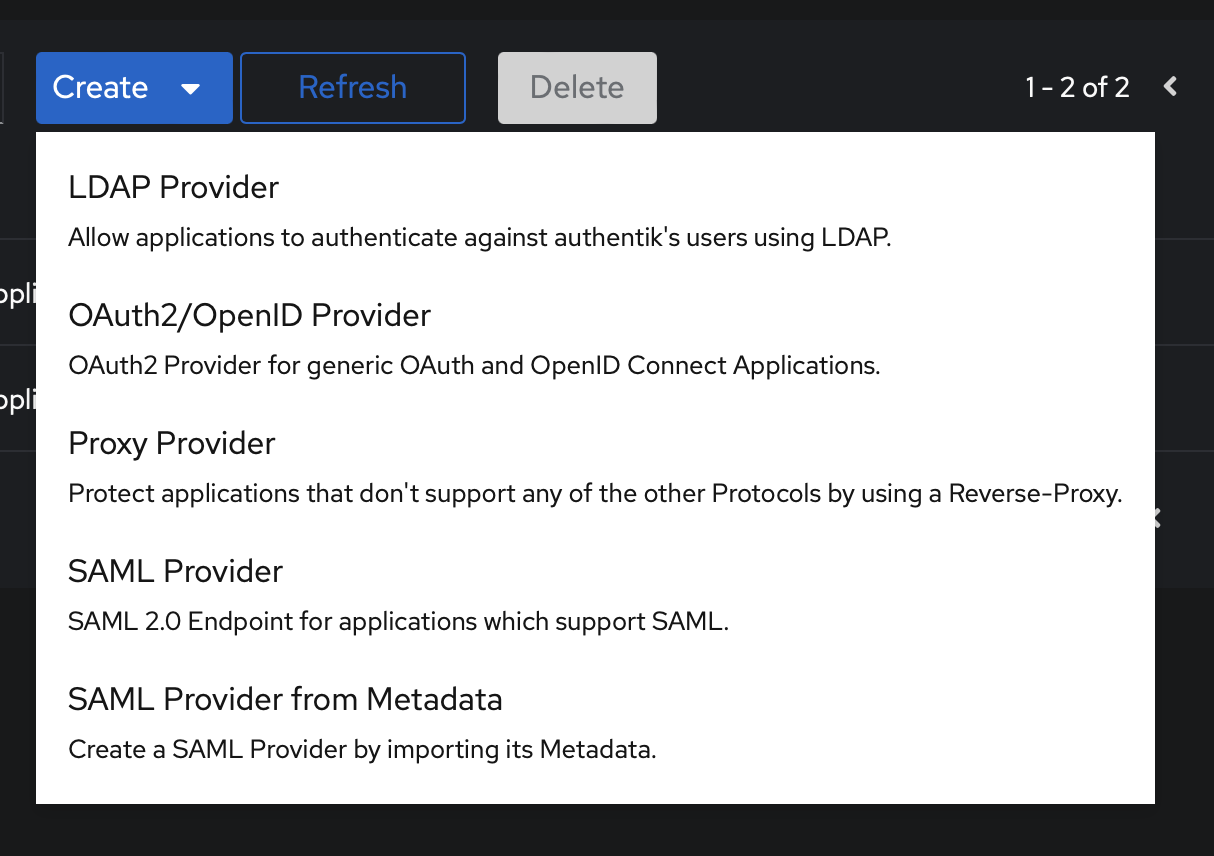 Create
Refresh
Delete
1 - 2 of 2
LDAP Provider
Allow applications to authenticate against authentik's users using LDAP.
OAuth2/OpenID Provider
OAuth2 Provider for generic OAuth and OpenID Connect Applications.
Proxy Provider
Protect applications that don't support any of the other Protocols by using a Reverse-Proxy.
SAML Provider
SAML 2.0 Endpoint for applications which support SAML.
SAML Provider from Metadata
Create a SAML Provider by importing its Metadata.